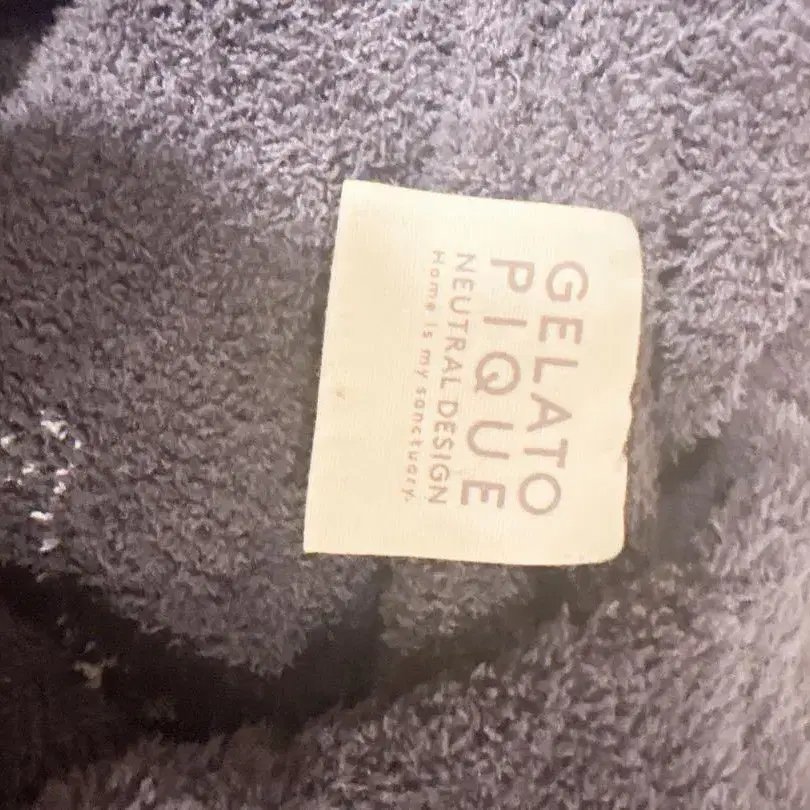 GELATO
PIQUE
NEUTRAL DESIGN
Home is my sanctuary.